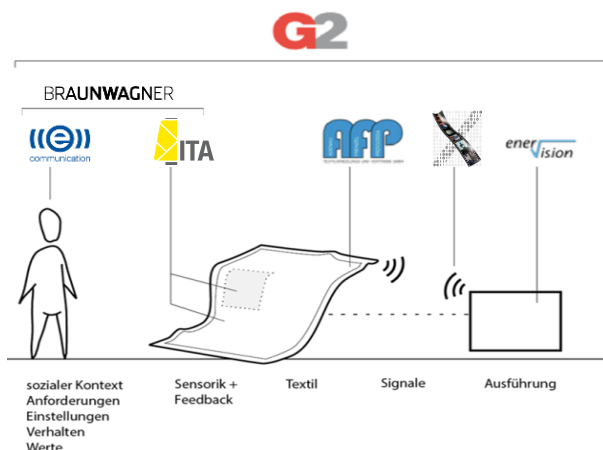 G2
BRAUNWAGNER
((e))
communication
ITA
AFP
ener
vision
sozialer Kontext
Anforderungen
Einstellungen
Verhalten
Werte
Sensorik +
Feedback
Textil
Signale
Ausführung